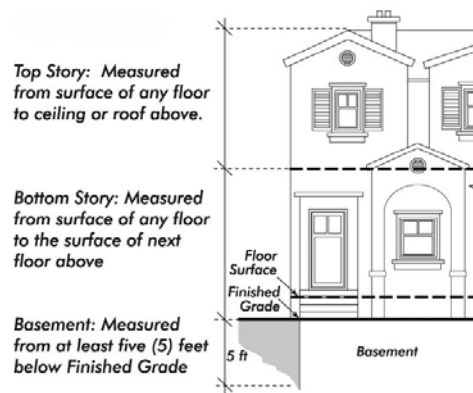 Top Story: Measured
from surface of any floor
to ceiling or roof above.
Bottom Story: Measured
from surface of any floor
to the surface of next
floor above
Floor
Surface
Finished
Grade
Basement: Measured
from at least five (5) feet
below Finished Grade
5 ft
Basement